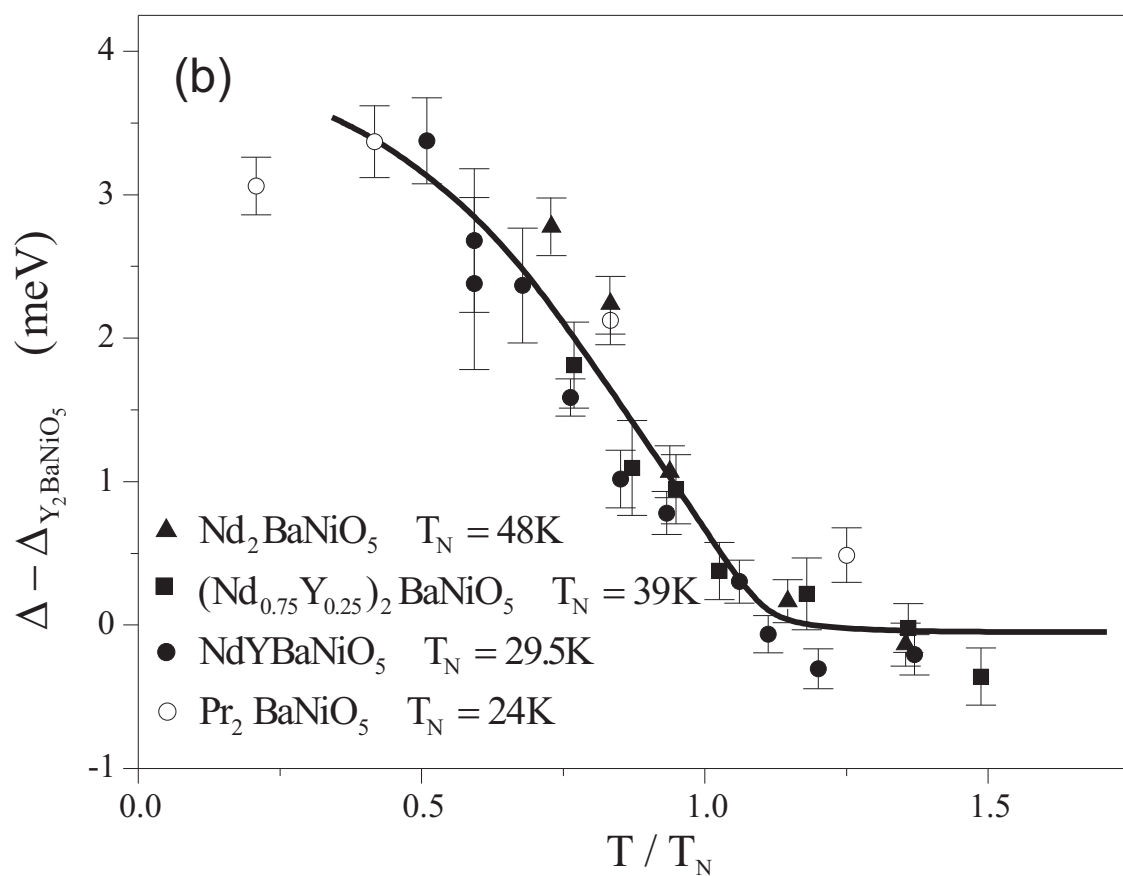 (b)
Δ – Δ Y₂BaNiO₅ (meV)
4
3
2
1
0
-1
▲ Nd₂BaNiO₅ T_N = 48K
■ (Nd₀.₇₅Y₀.₂₅)₂ BaNiO₅ T_N = 39K
● NdYBaNiO₅ T_N = 29.5K
○ Pr₂ BaNiO₅ T_N = 24K
0.0 0.5 1.0 1.5
T / T_N